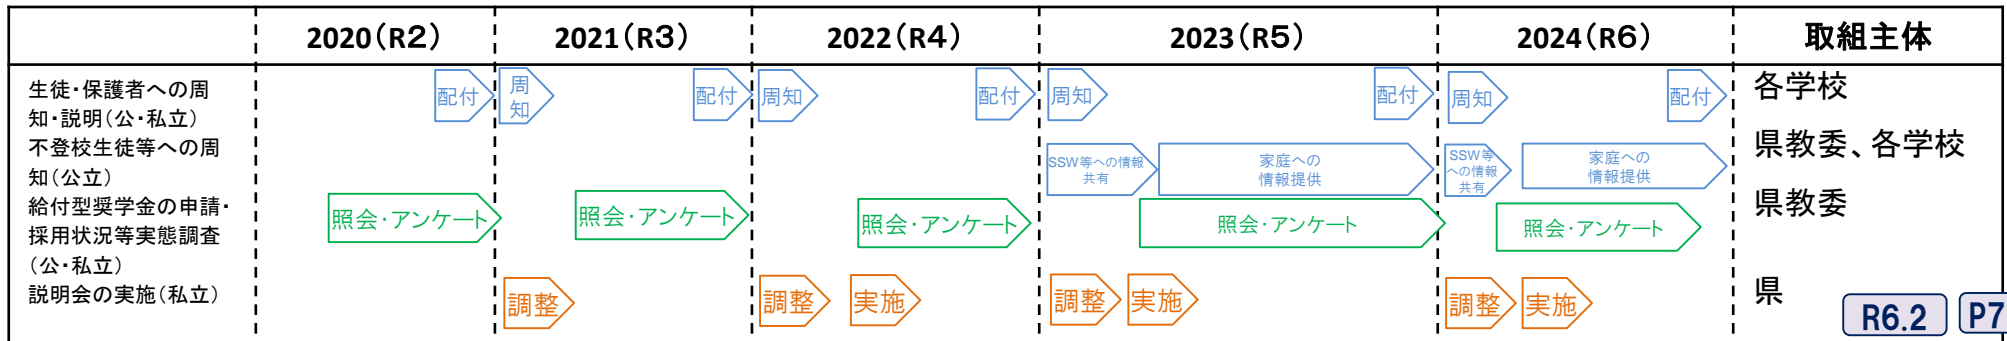 2020(R2) 2021(R3) 2022(R4) 2023(R5) 2024(R6) 取組主体
生徒・保護者への周
知・説明(公・私立)
配付 周
知
配付 周知 配付 周知 配付 周知 配付 各学校
不登校生徒等への周
知(公立)
SSW等への情報
共有
家庭への
情報提供
SSW等
への情報
共有
家庭への
情報提供
県教委、各学校
給付型奨学金の申請・
採用状況等実態調査
(公・私立)
照会・アンケート 照会・アンケート 照会・アンケート 照会・アンケート 照会・アンケート 県教委
説明会の実施(私立)
調整 調整 実施 調整 実施 調整 実施 県
R6.2 P7